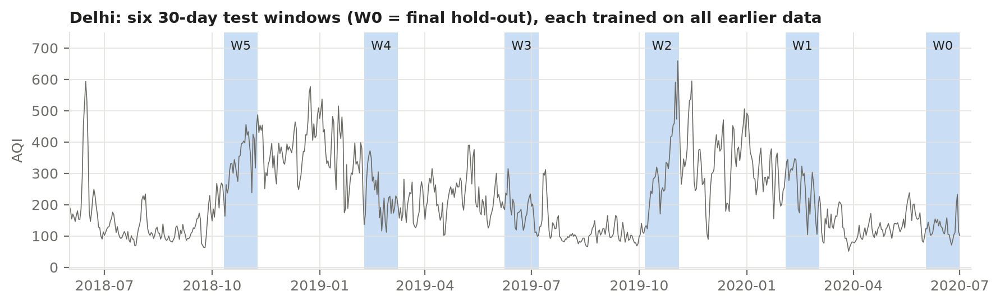 Delhi: six 30-day test windows (W0 = final hold-out), each trained on all earlier data
W5 W4 W3 W2 W1 W0
AQI
700
600
500
400
300
200
100
0
2018-07 2018-10 2019-01 2019-04 2019-07 2019-10 2020-01 2020-04 2020-07